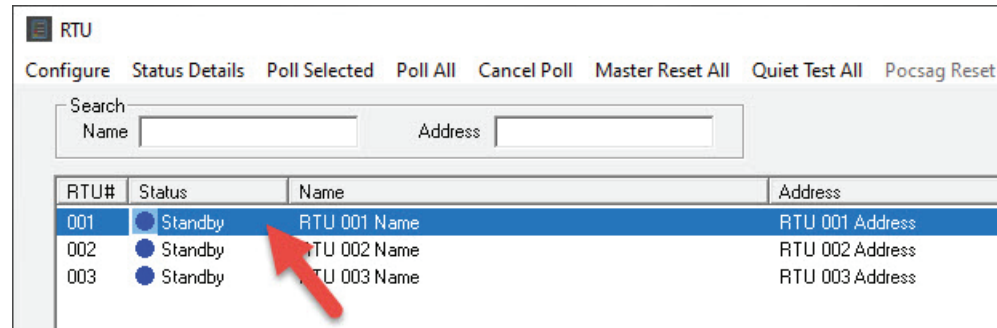 RTU
Configure Status Details Poll Selected Poll All Cancel Poll Master Reset All Quiet Test All Pocsag Reset
Search
Name Address
RTU# Status Name Address
001 Standby RTU 001 Name RTU 001 Address
002 Standby RTU 002 Name RTU 002 Address
003 Standby RTU 003 Name RTU 003 Address